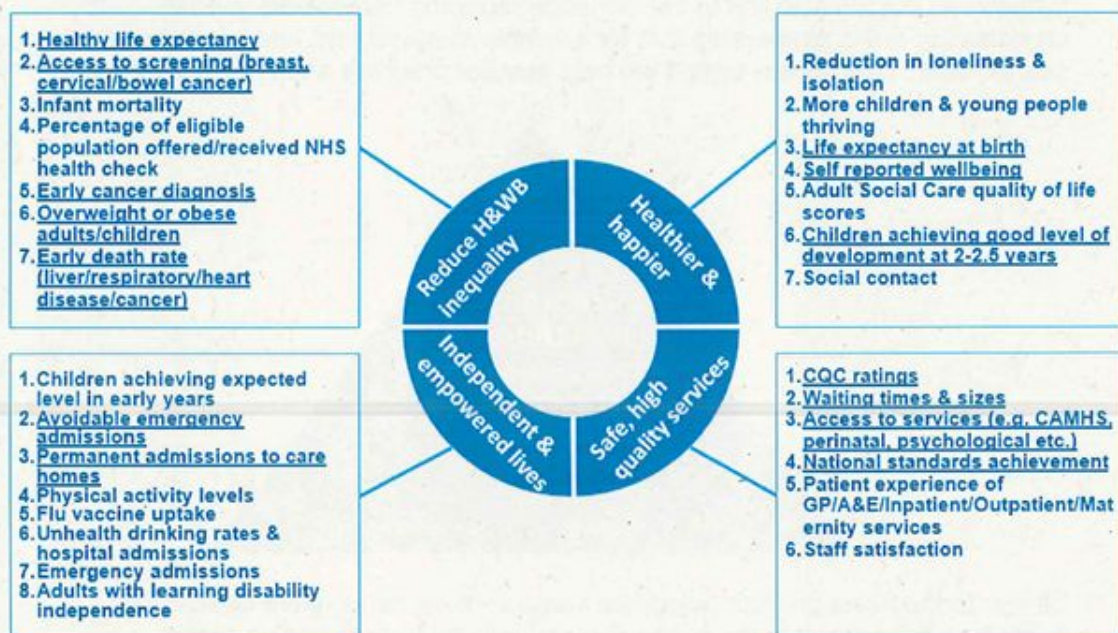 1.Healthy life expectancy
2.Access to screening (breast,
cervical/bowel cancer)
3.Infant mortality
4.Percentage of eligible
population offered/received NHS
health check
5.Early cancer diagnosis
6.Overweight or obese
adults/children
7.Early death rate
(liver/respiratory/heart
disease/cancer)
1.Reduction in loneliness &
isolation
2.More children & young people
thriving
3.Life expectancy at birth
4.Self reported wellbeing
5.Adult Social Care quality of life
scores
6.Children achieving good level of
development at 2-2.5 years
7.Social contact
Reduce H&WB
inequality
Healthier &
happier
Independent &
empowered lives
Safe, high
quality services
1.Children achieving expected
level in early years
2.Avoidable emergency
admissions
3.Permanent admissions to care
homes
4.Physical activity levels
5.Flu vaccine uptake
6.Unhealth drinking rates &
hospital admissions
7.Emergency admissions
8.Adults with learning disability
independence
1.CQC ratings
2.Waiting times & sizes
3.Access to services (e.g. CAMHS,
perinatal, psychological etc.)
4.National standards achievement
5.Patient experience of
GP/A&E/Inpatient/Outpatient/Mat
ernity services
6.Staff satisfaction